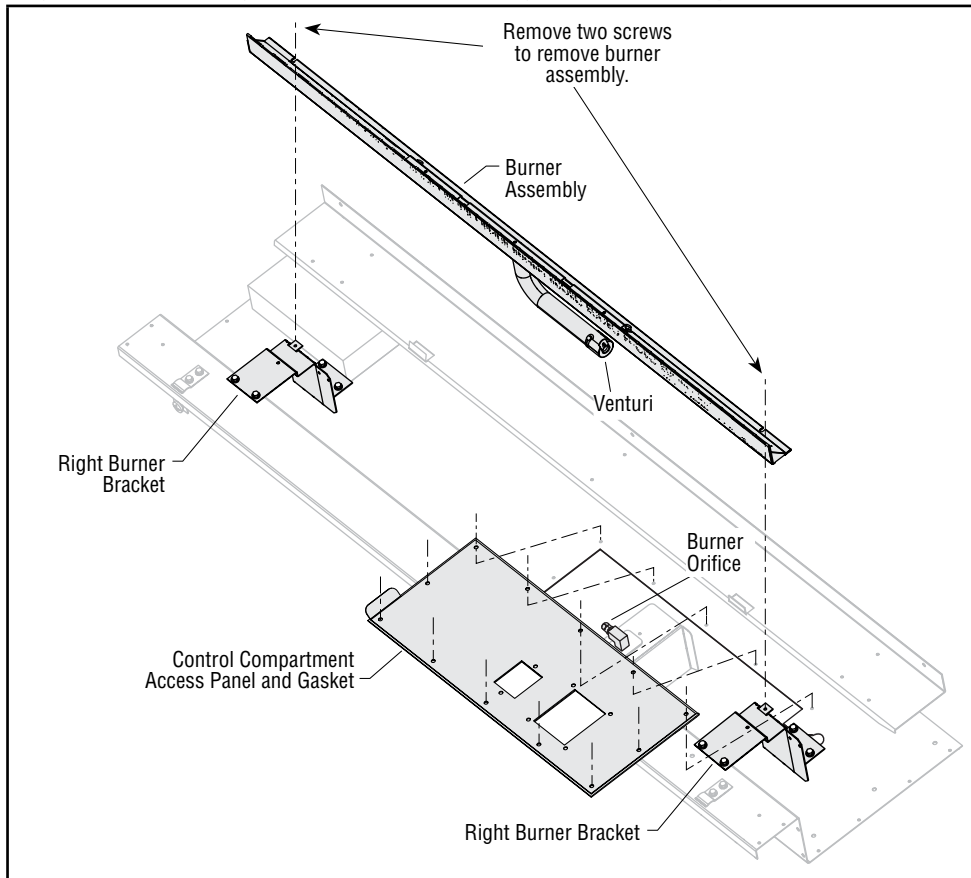 Remove two screws
to remove burner
assembly.
Burner
Assembly
Venturi
Right Burner
Bracket
Burner
Orifice
Control Compartment
Access Panel and Gasket
Right Burner Bracket